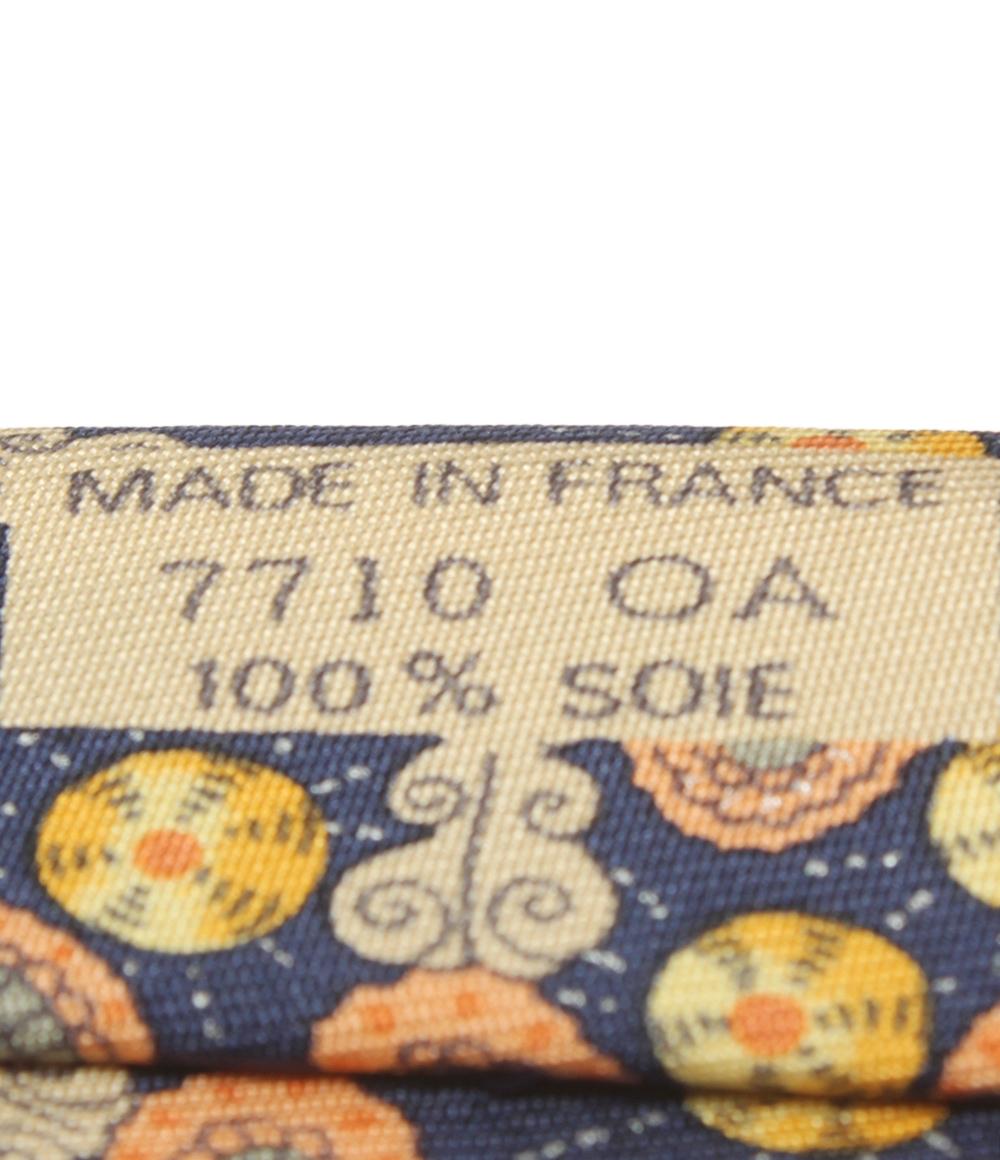 MADE IN FRANCE
7710 OA
100% SOIE